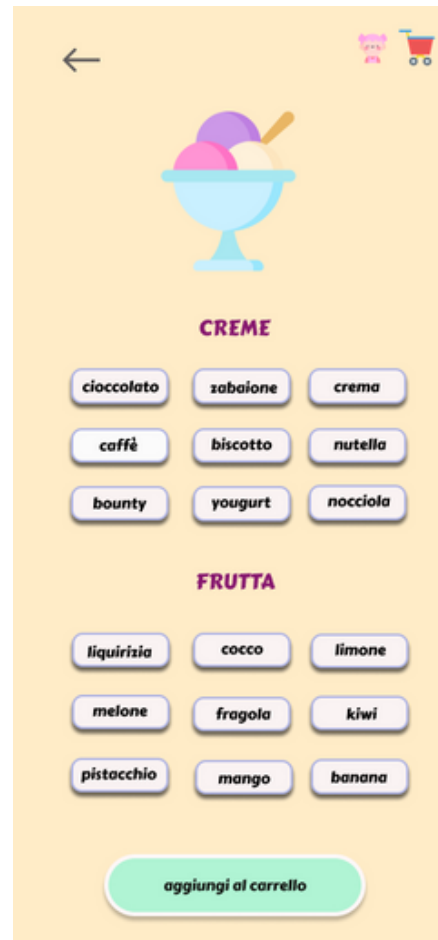 CREME
cioccolato zabaione crema
caffè biscotto nutella
bounty yougurt nocciola
FRUTTA
liquirizia cocco limone
melone fragola kiwi
pistacchio mango banana
aggiungi al carrello